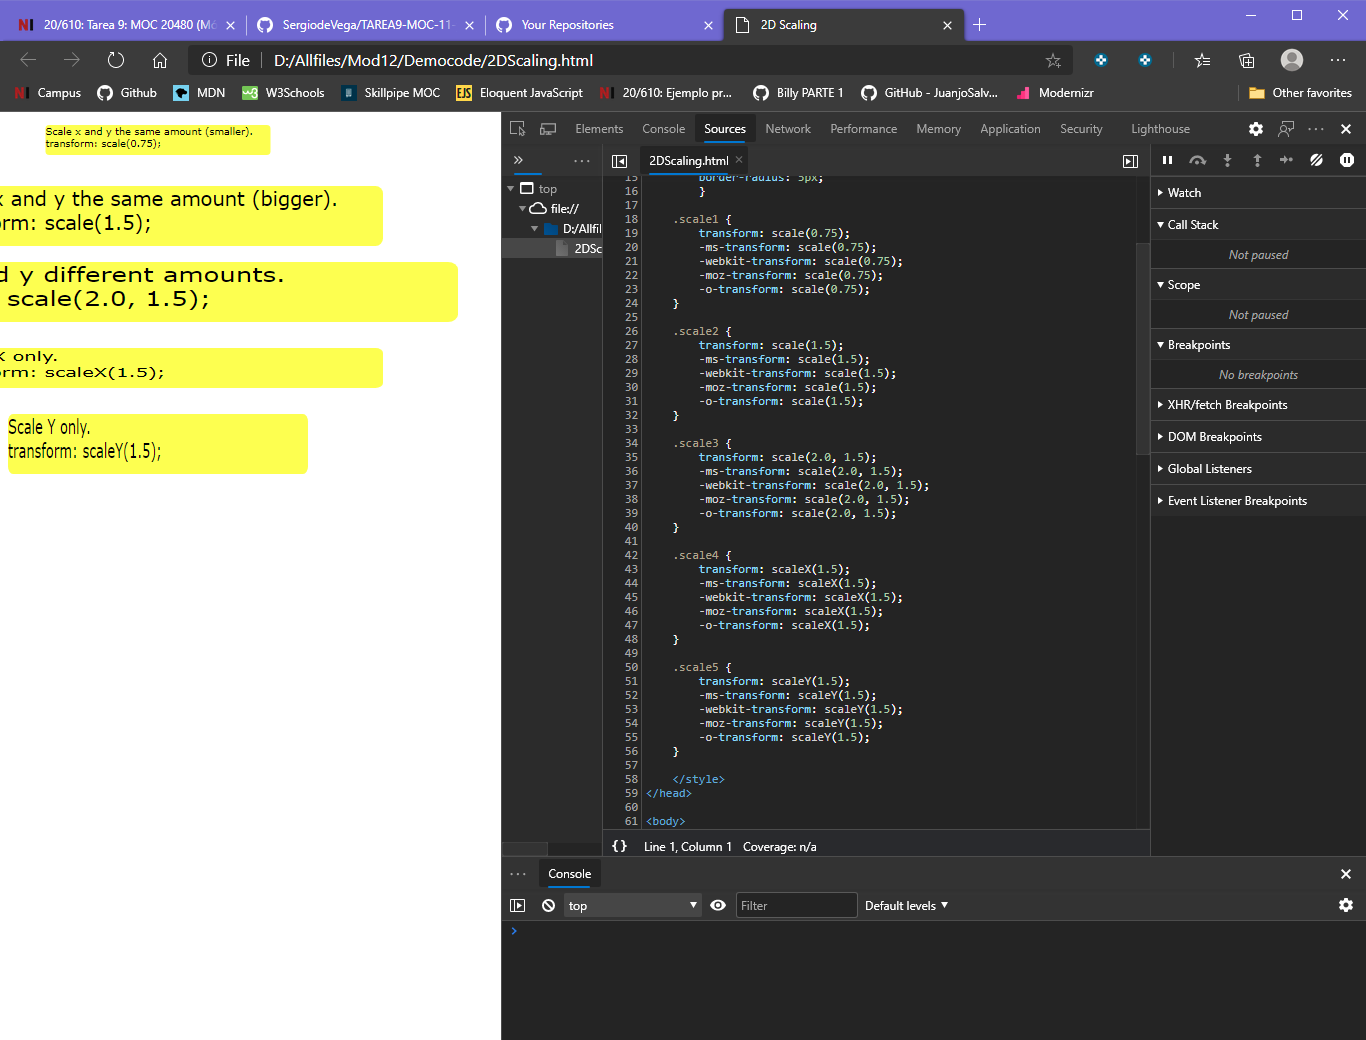 20/610: Tarea 9: MOC 20480 (Mó
SergiodeVega/TAREA9-MOC-11-
Your Repositories
2D Scaling
File
D:/Allfiles/Mod12/Democode/2DScaling.html
Campus
Github
MDN
W3Schools
Skillpipe MOC
EJS
Eloquent JavaScript
20/610: Ejemplo pr...
Billy PARTE 1
GitHub - JuanjoSalv...
Modernizr
Other favorites
Scale x and y the same amount (smaller).
transform: scale(0.75);
x and y the same amount (bigger).
rm: scale(1.5);
d y different amounts.
scale(2.0, 1.5);
X only.
rm: scaleX(1.5);
Scale Y only.
transform: scaleY(1.5);
Elements Console Sources Network Performance Memory Application Security Lighthouse
2DScaling.html
top
file://
D:/Allfil
2DSc
15 border-radius: 5px;
16 }
17
18 .scale1 {
19 transform: scale(0.75);
20 -ms-transform: scale(0.75);
21 -webkit-transform: scale(0.75);
22 -moz-transform: scale(0.75);
23 -o-transform: scale(0.75);
24 }
25
26 .scale2 {
27 transform: scale(1.5);
28 -ms-transform: scale(1.5);
29 -webkit-transform: scale(1.5);
30 -moz-transform: scale(1.5);
31 -o-transform: scale(1.5);
32 }
33
34 .scale3 {
35 transform: scale(2.0, 1.5);
36 -ms-transform: scale(2.0, 1.5);
37 -webkit-transform: scale(2.0, 1.5);
38 -moz-transform: scale(2.0, 1.5);
39 -o-transform: scale(2.0, 1.5);
40 }
41
42 .scale4 {
43 transform: scaleX(1.5);
44 -ms-transform: scaleX(1.5);
45 -webkit-transform: scaleX(1.5);
46 -moz-transform: scaleX(1.5);
47 -o-transform: scaleX(1.5);
48 }
49
50 .scale5 {
51 transform: scaleY(1.5);
52 -ms-transform: scaleY(1.5);
53 -webkit-transform: scaleY(1.5);
54 -moz-transform: scaleY(1.5);
55 -o-transform: scaleY(1.5);
56 }
57
58 </style>
59 </head>
60
61 <body>
{} Line 1, Column 1 Coverage: n/a
Watch
Call Stack
Not paused
Scope
Not paused
Breakpoints
No breakpoints
XHR/fetch Breakpoints
DOM Breakpoints
Global Listeners
Event Listener Breakpoints
Console
top
Filter
Default levels